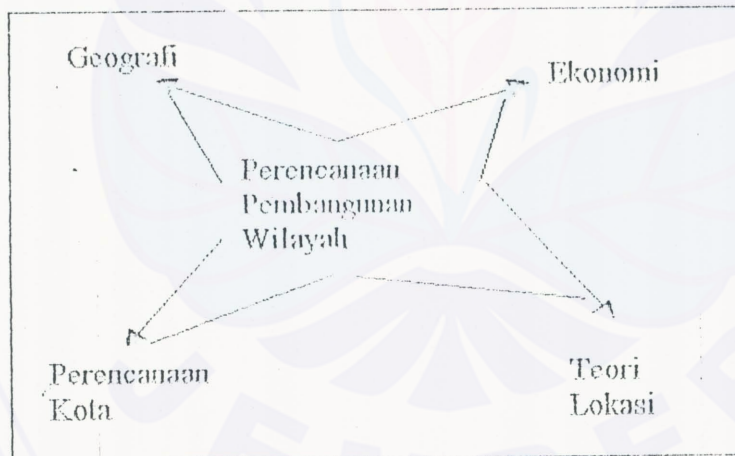 Geografi
Ekonomi
Perencanaan
Pembangunan
Wilayah
Perencanaan
Kota
Teori
Lokasi